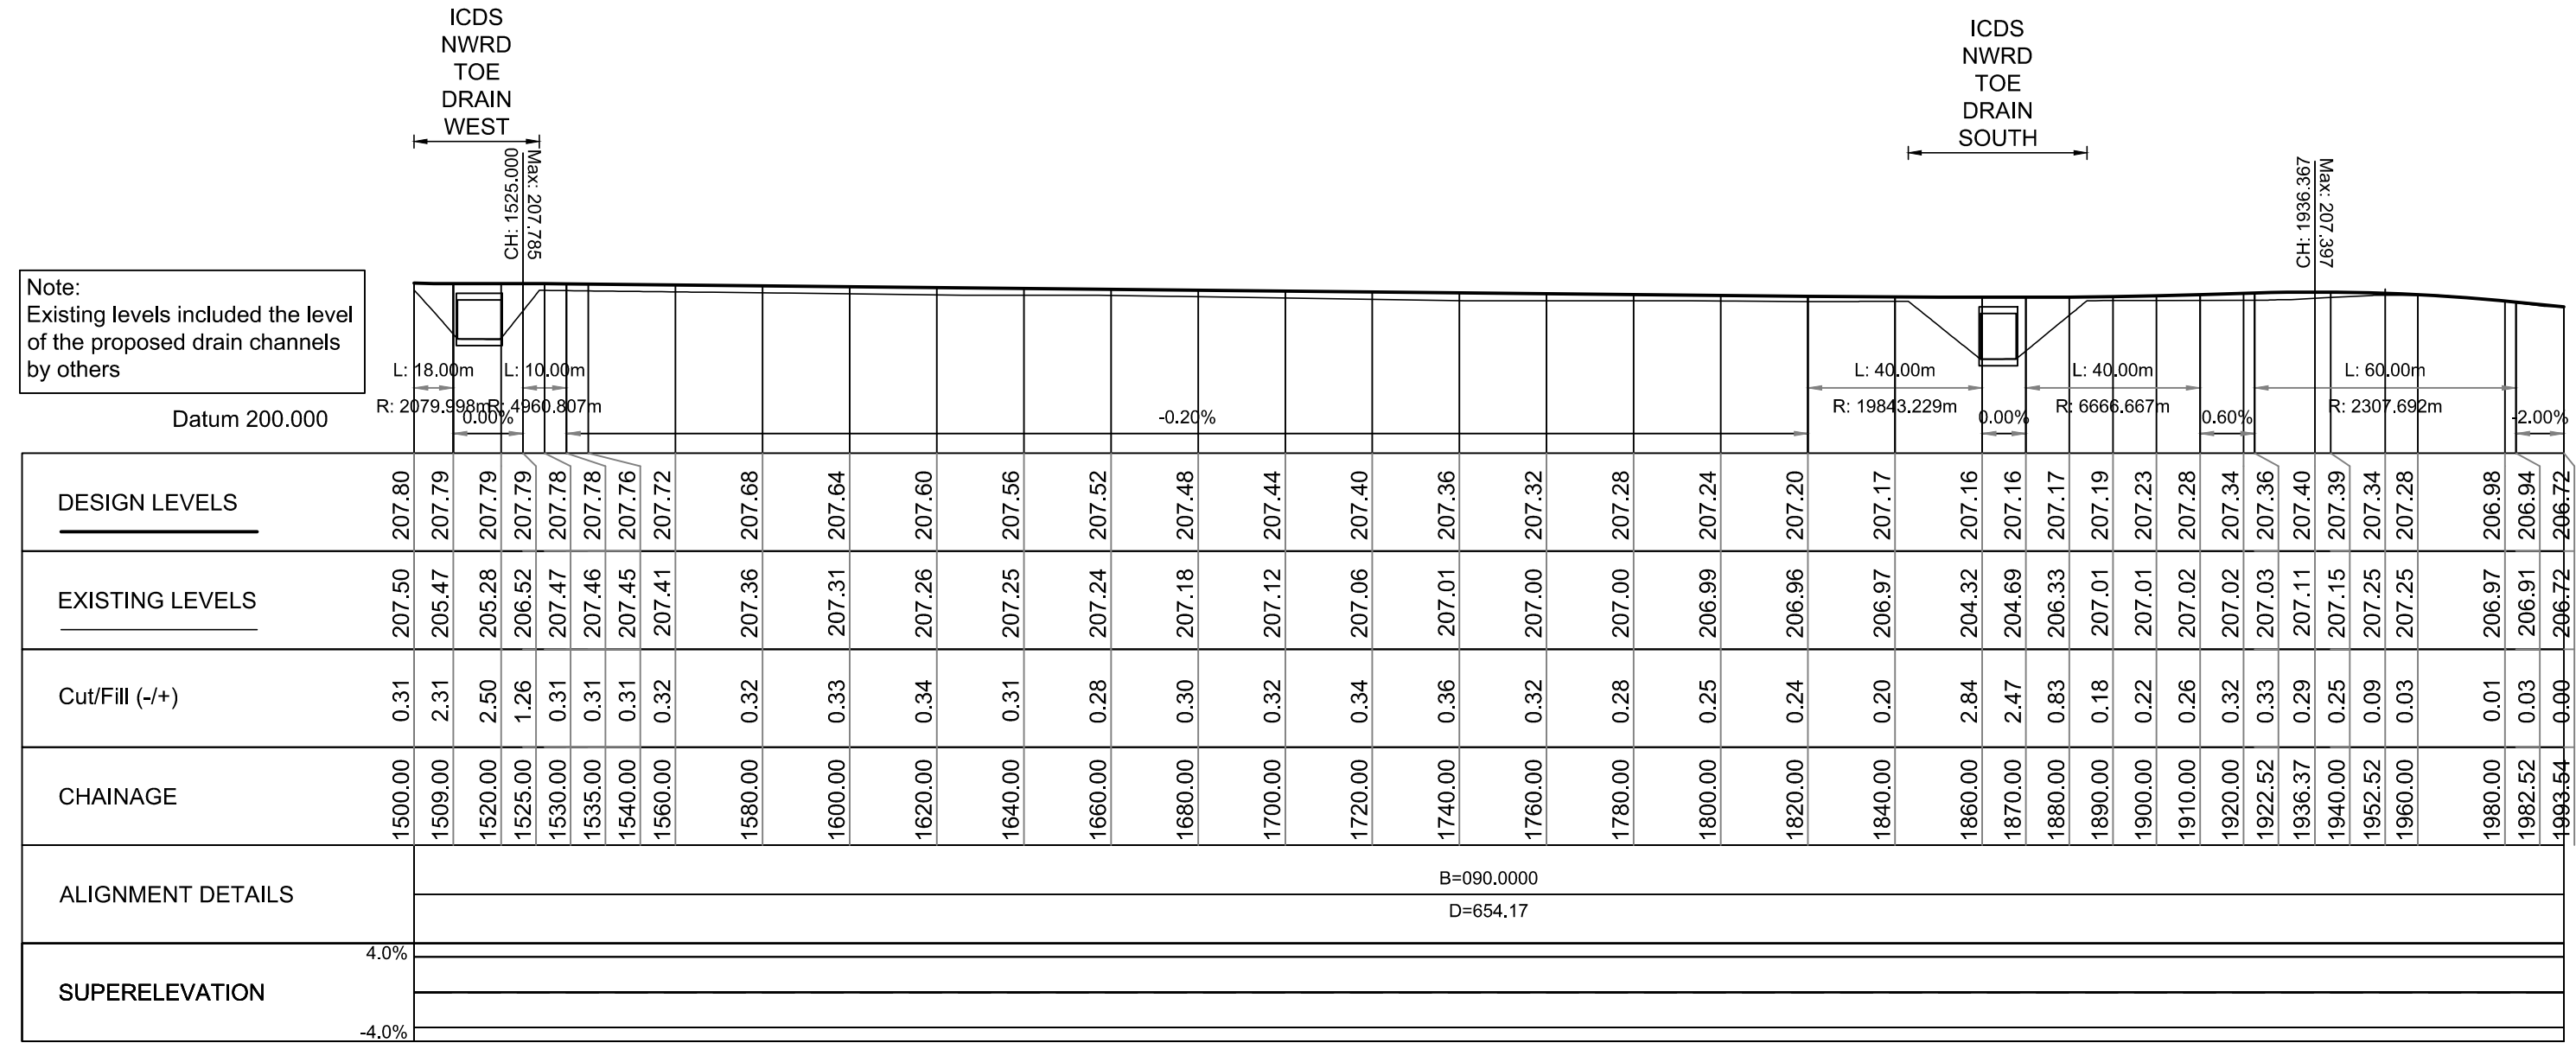 ICDS
NWRD
TOE
DRAIN
WEST
ICDS
NWRD
TOE
DRAIN
SOUTH
CH: 1525.000
Max: 207.785
CH: 1936.367
Max: 207.397
Note:
Existing levels included the level
of the proposed drain channels
by others
L: 18.00m L: 10.00m L: 40.00m L: 40.00m L: 60.00m
R: 2079.998m R: 4960.807m R: 19843.229m R: 6666.667m R: 2307.692m
Datum 200.000 0.00% -0.20% 0.00% 0.60% -2.00%
DESIGN LEVELS 207.80 207.79 207.79 207.79 207.78 207.78 207.76 207.72 207.68 207.64 207.60 207.56 207.52 207.48 207.44 207.40 207.36 207.32 207.28 207.24 207.20 207.17 207.16 207.16 207.17 207.19 207.23 207.28 207.34 207.36 207.40 207.39 207.34 207.28 206.98 206.94 206.72
EXISTING LEVELS 207.50 205.47 205.28 206.52 207.47 207.46 207.45 207.41 207.36 207.31 207.26 207.25 207.24 207.18 207.12 207.06 207.01 207.00 207.00 206.99 206.96 206.97 204.32 204.69 206.33 207.01 207.01 207.02 207.02 207.03 207.11 207.15 207.25 207.25 206.97 206.91 206.72
Cut/Fill (-/+) 0.31 2.31 2.50 1.26 0.31 0.31 0.31 0.32 0.32 0.33 0.34 0.31 0.28 0.30 0.32 0.34 0.36 0.32 0.28 0.25 0.24 0.20 2.84 2.47 0.83 0.18 0.22 0.26 0.32 0.33 0.29 0.25 0.09 0.03 0.01 0.03 0.00
CHAINAGE 1500.00 1509.00 1520.00 1525.00 1530.00 1535.00 1540.00 1560.00 1580.00 1600.00 1620.00 1640.00 1660.00 1680.00 1700.00 1720.00 1740.00 1760.00 1780.00 1800.00 1820.00 1840.00 1860.00 1870.00 1880.00 1890.00 1900.00 1910.00 1920.00 1922.52 1936.37 1940.00 1952.52 1960.00 1980.00 1982.52 1993.54
B=090.0000
ALIGNMENT DETAILS
D=654.17
4.0%
SUPERELEVATION
-4.0%